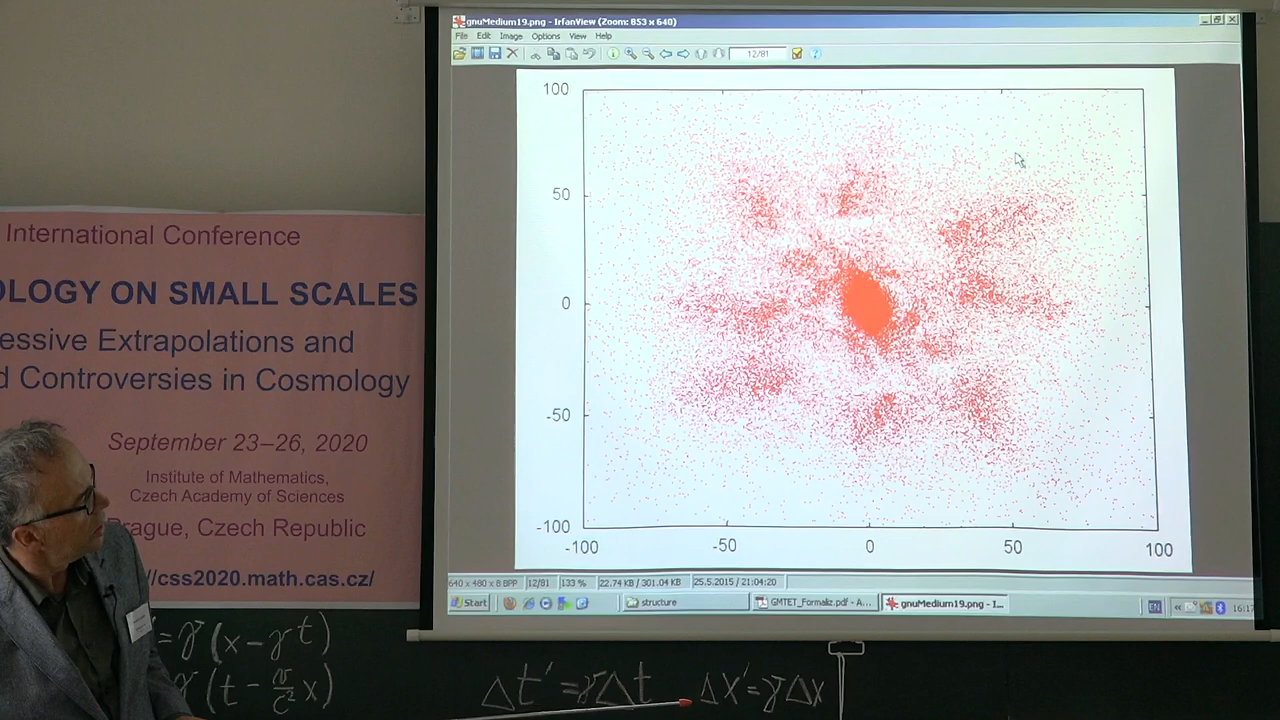 International Conference
OLOGY ON SMALL SCALES
essive Extrapolations and
d Controversies in Cosmology
September 23–26, 2020
Institute of Mathematics,
Czech Academy of Sciences
Prague, Czech Republic
//css2020.math.cas.cz/
gnuMedium19.png - IrfanView (Zoom: 853 x 640)
File Edit Image Options View Help
12/81
100
50
0
-50
-100
-100 -50 0 50 100
640 x 480 x 8 BPP 12/81 133 % 22.74 KB / 301.04 KB 25.5.2015 / 21:04:20
Start structure GMTET_Formaliz.pdf - A... gnuMedium19.png - I... EN « 16:17
= γ (x - γ t)
γ (t - v/c² x)
Δt' = γΔt Δx' = γΔx